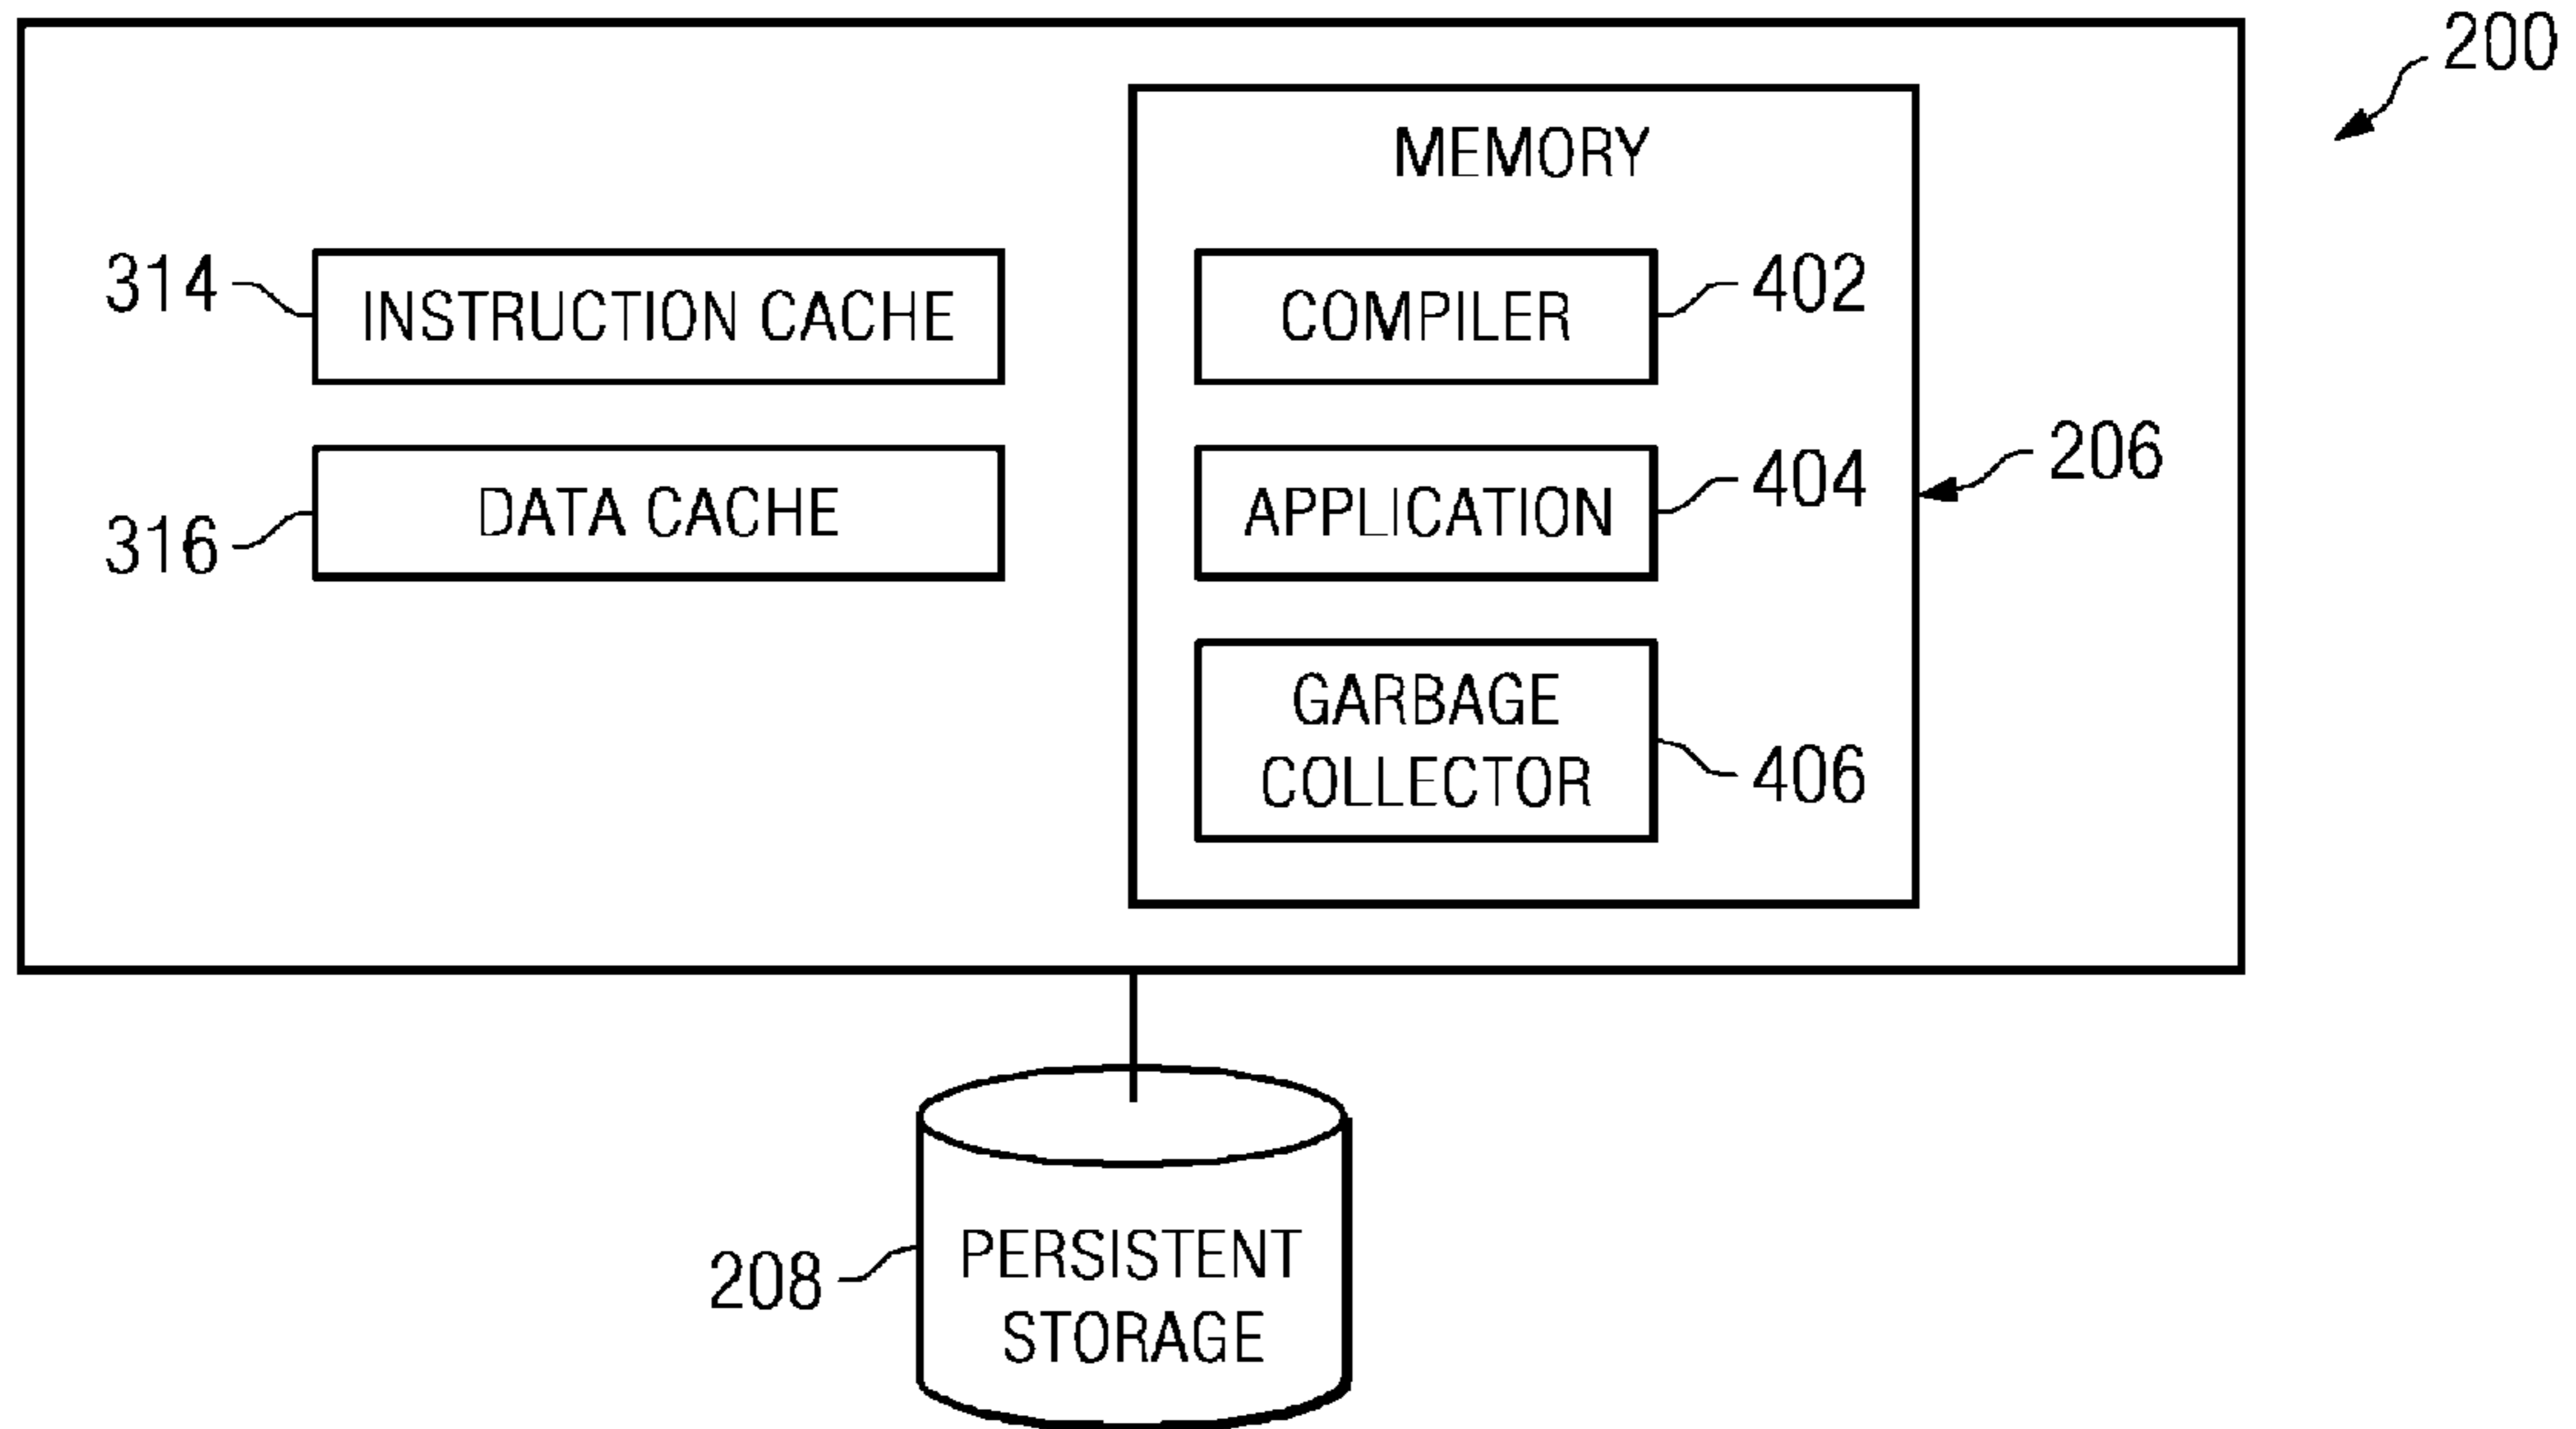 200
MEMORY
314
INSTRUCTION CACHE
COMPILER
402
316
DATA CACHE
APPLICATION
404
206
GARBAGE
COLLECTOR
406
208
PERSISTENT
STORAGE